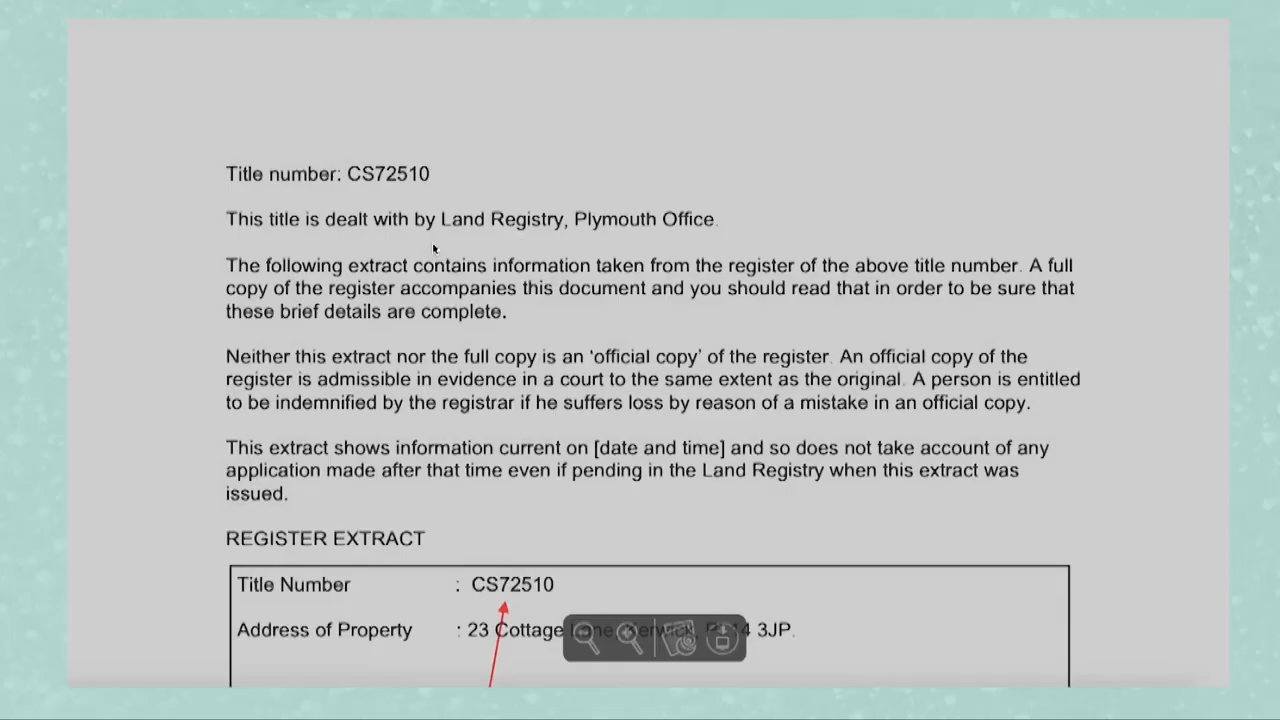 Title number: CS72510
This title is dealt with by Land Registry, Plymouth Office.
The following extract contains information taken from the register of the above title number. A full
copy of the register accompanies this document and you should read that in order to be sure that
these brief details are complete.
Neither this extract nor the full copy is an ‘official copy’ of the register. An official copy of the
register is admissible in evidence in a court to the same extent as the original. A person is entitled
to be indemnified by the registrar if he suffers loss by reason of a mistake in an official copy.
This extract shows information current on [date and time] and so does not take account of any
application made after that time even if pending in the Land Registry when this extract was
issued.
REGISTER EXTRACT
Title Number : CS72510
Address of Property : 23 Cottage Lane 3JP.